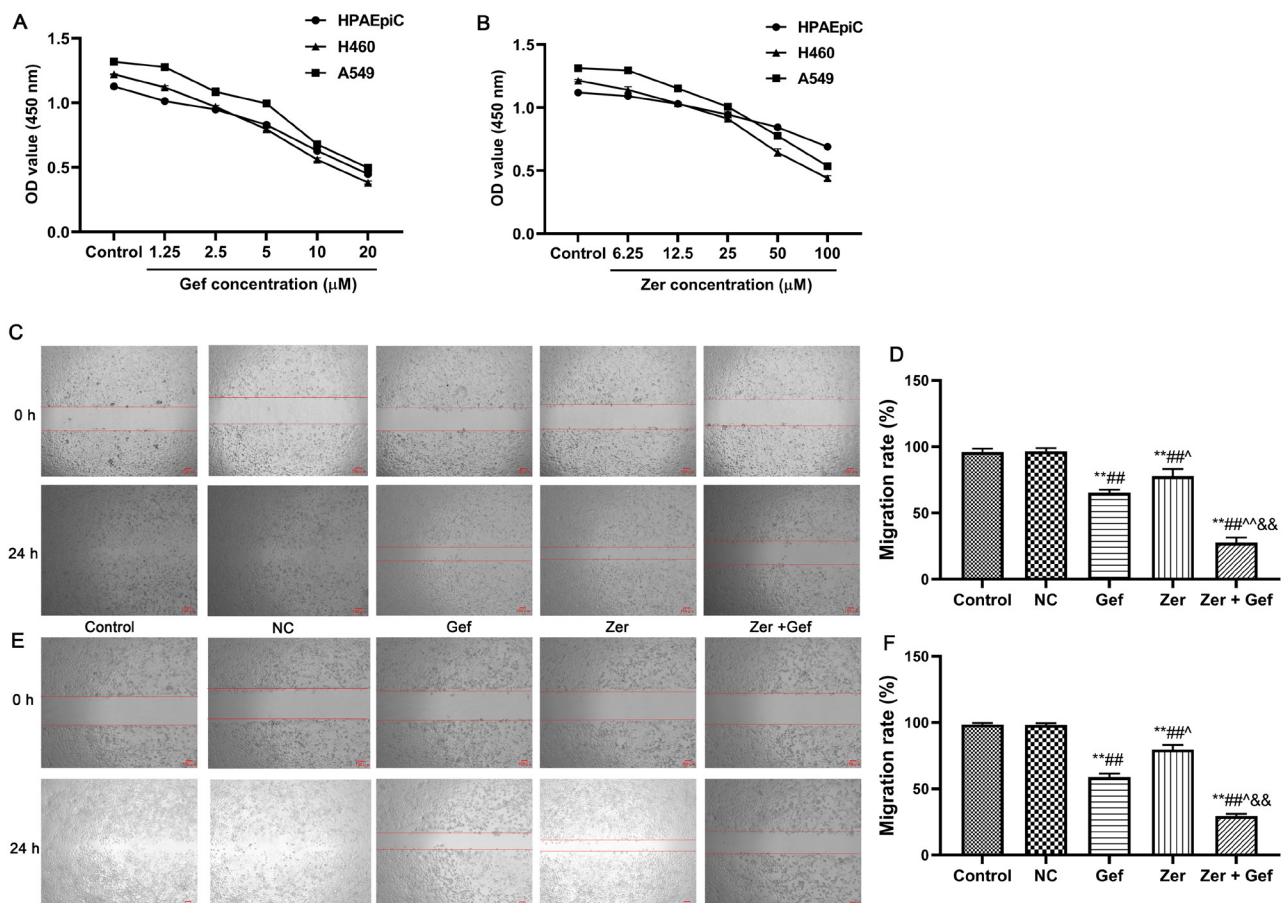 A
OD value (450 nm)
1.5
1.0
0.5
0.0
HPAEpiC
H460
A549
Control 1.25 2.5 5 10 20
Gef concentration (μM)
B
OD value (450 nm)
1.5
1.0
0.5
0.0
HPAEpiC
H460
A549
Control 6.25 12.5 25 50 100
Zer concentration (μM)
C
0 h
24 h
Control NC Gef Zer Zer +Gef
D
Migration rate (%)
150
100
50
0
**##
**##^
**##^^&&
Control NC Gef Zer Zer + Gef
E
0 h
24 h
F
Migration rate (%)
150
100
50
0
**##
**##^
**##^&&
Control NC Gef Zer Zer + Gef